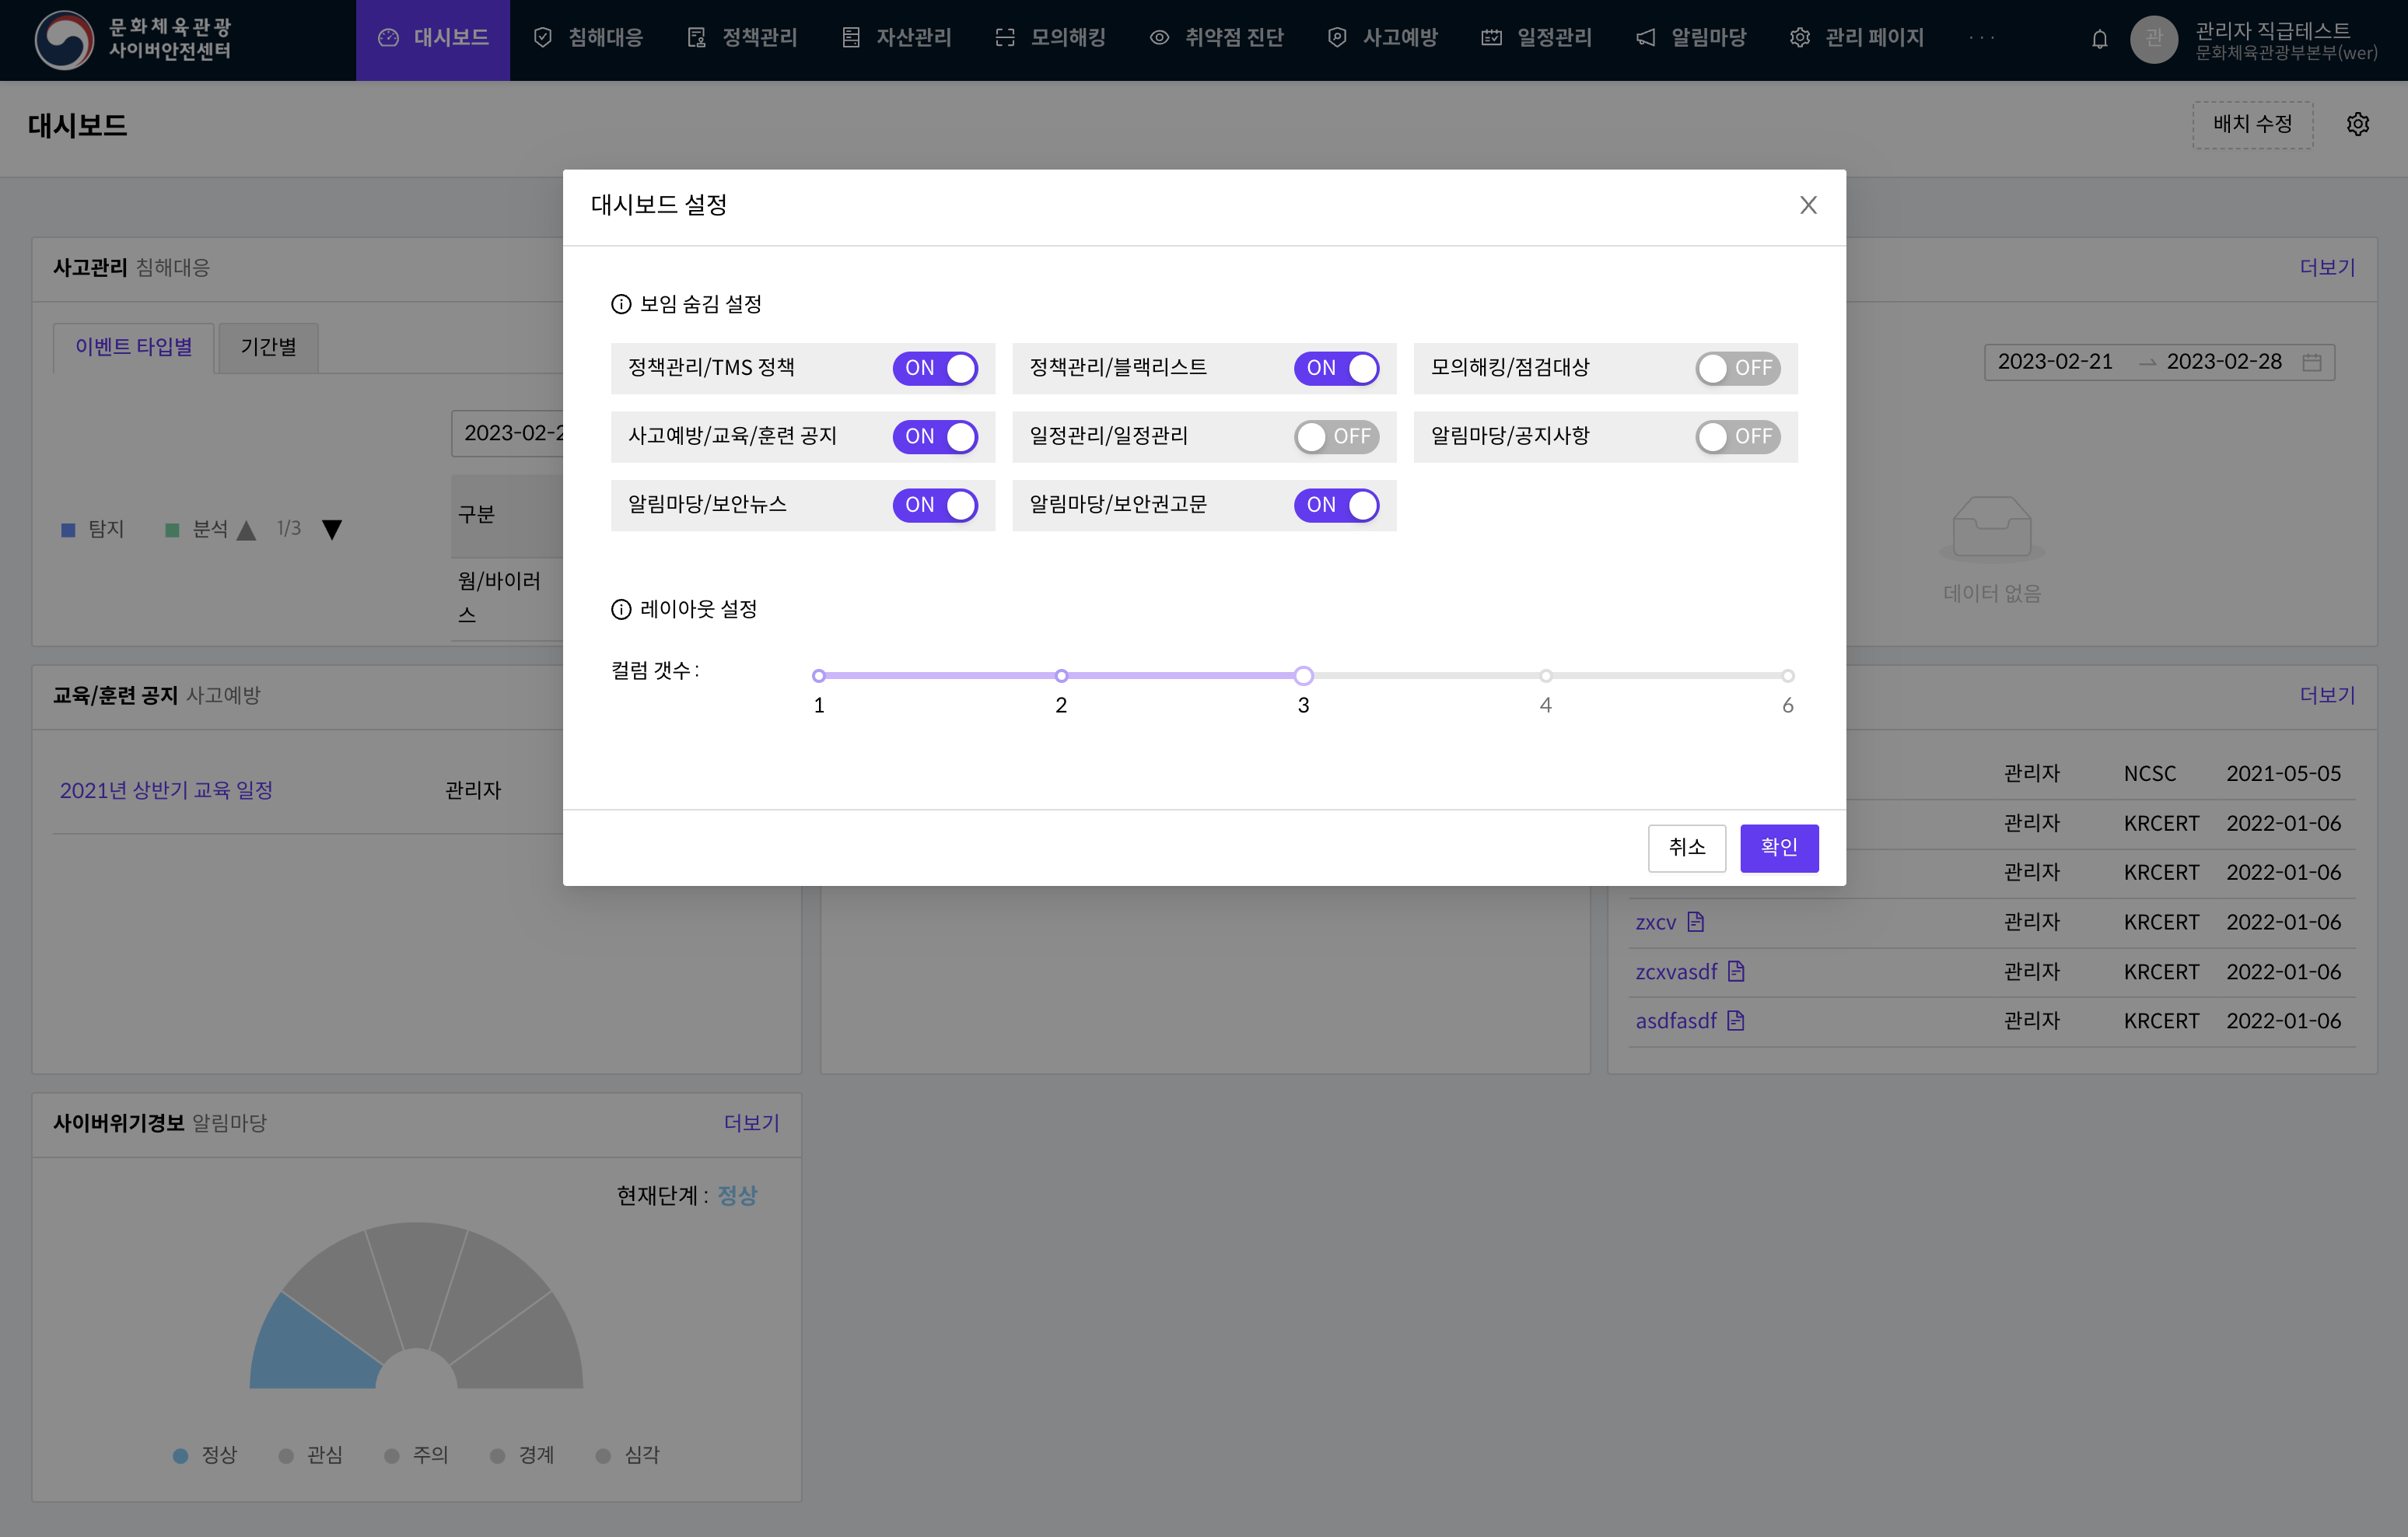 문화체육관광
사이버안전센터
대시보드
침해대응
정책관리
자산관리
모의해킹
취약점 진단
사고예방
일정관리
알림마당
관리 페이지
···
관
관리자 직급테스트
문화체육관광부본부(wer)
대시보드
배치 수정
대시보드 설정
X
사고관리 침해대응
더보기
보임 숨김 설정
이벤트 타입별
기간별
정책관리/TMS 정책 ON
정책관리/블랙리스트 ON
모의해킹/점검대상 OFF
2023-02-21 → 2023-02-28
2023-02-2
사고예방/교육/훈련 공지 ON
일정관리/일정관리 OFF
알림마당/공지사항 OFF
알림마당/보안뉴스 ON
알림마당/보안권고문 ON
탐지
분석
1/3
구분
웜/바이러
스
데이터 없음
레이아웃 설정
컬럼 갯수 :
1 2 3 4 6
교육/훈련 공지 사고예방
더보기
2021년 상반기 교육 일정 관리자
관리자 NCSC 2021-05-05
관리자 KRCERT 2022-01-06
취소
확인
관리자 KRCERT 2022-01-06
zxcv 관리자 KRCERT 2022-01-06
zcxvasdf 관리자 KRCERT 2022-01-06
asdfasdf 관리자 KRCERT 2022-01-06
사이버위기경보 알림마당
더보기
현재단계 : 정상
정상 관심 주의 경계 심각